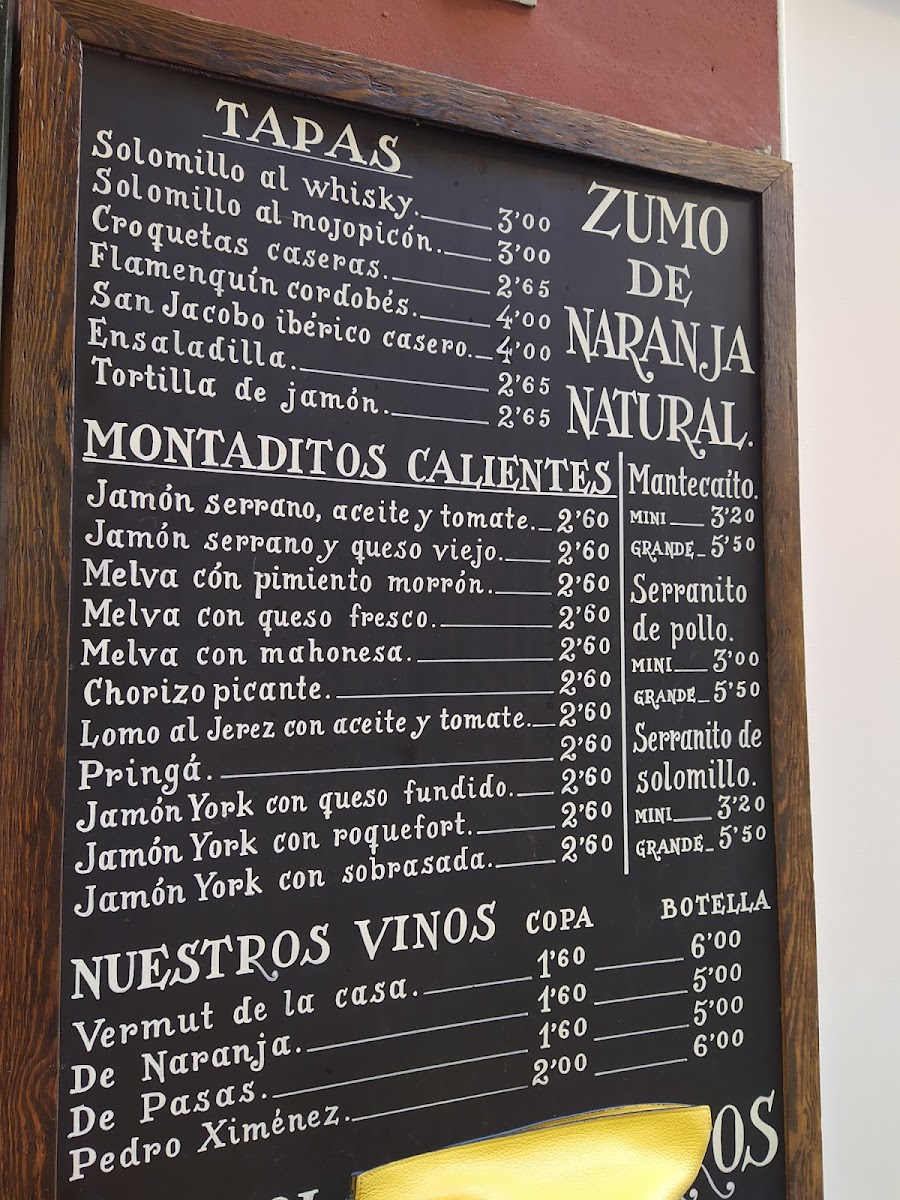 TAPAS
Solomillo al whisky. 3'00
Solomillo al mojopicón. 3'00
Croquetas caseras. 2'65
Flamenquín cordobés. 4'00
San Jacobo ibérico casero. 4'00
Ensaladilla. 2'65
Tortilla de jamón. 2'65
ZUMO
DE
NARANJA
NATURAL.
MONTADITOS CALIENTES
Jamón serrano, aceite y tomate. 2'60
Jamón serrano y queso viejo. 2'60
Melva cón pimiento morrón. 2'60
Melva con queso fresco. 2'60
Melva con mahonesa. 2'60
Chorizo picante. 2'60
Lomo al Jerez con aceite y tomate. 2'60
Pringá. 2'60
Jamón York con queso fundido. 2'60
Jamón York con roquefort. 2'60
Jamón York con sobrasada. 2'60
Mantecaíto.
MINI 3'20
GRANDE 5'50
Serranito
de pollo.
MINI 3'00
GRANDE 5'50
Serranito de
solomillo.
MINI 3'20
GRANDE 5'50
NUESTROS VINOS COPA BOTELLA
Vermut de la casa. 1'60 6'00
De Naranja. 1'60 5'00
De Pasas. 1'60 5'00
Pedro Ximénez. 2'00 6'00